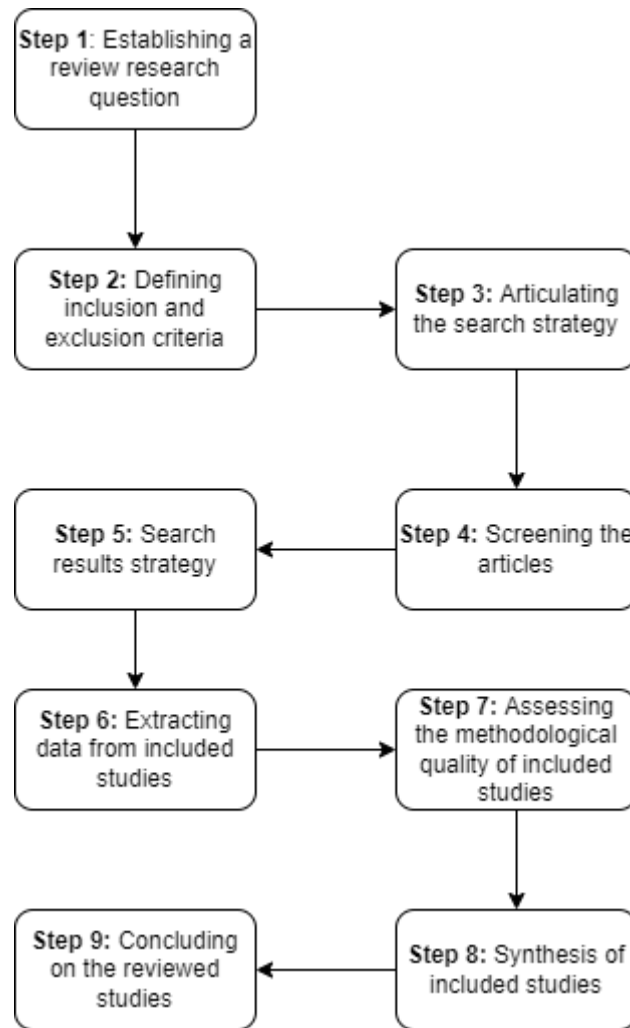 Step 1: Establishing a
review research
question
Step 2: Defining
inclusion and
exclusion criteria
Step 3: Articulating
the search strategy
Step 4: Screening the
articles
Step 5: Search
results strategy
Step 6: Extracting
data from included
studies
Step 7: Assessing
the methodological
quality of included
studies
Step 8: Synthesis of
included studies
Step 9: Concluding
on the reviewed
studies